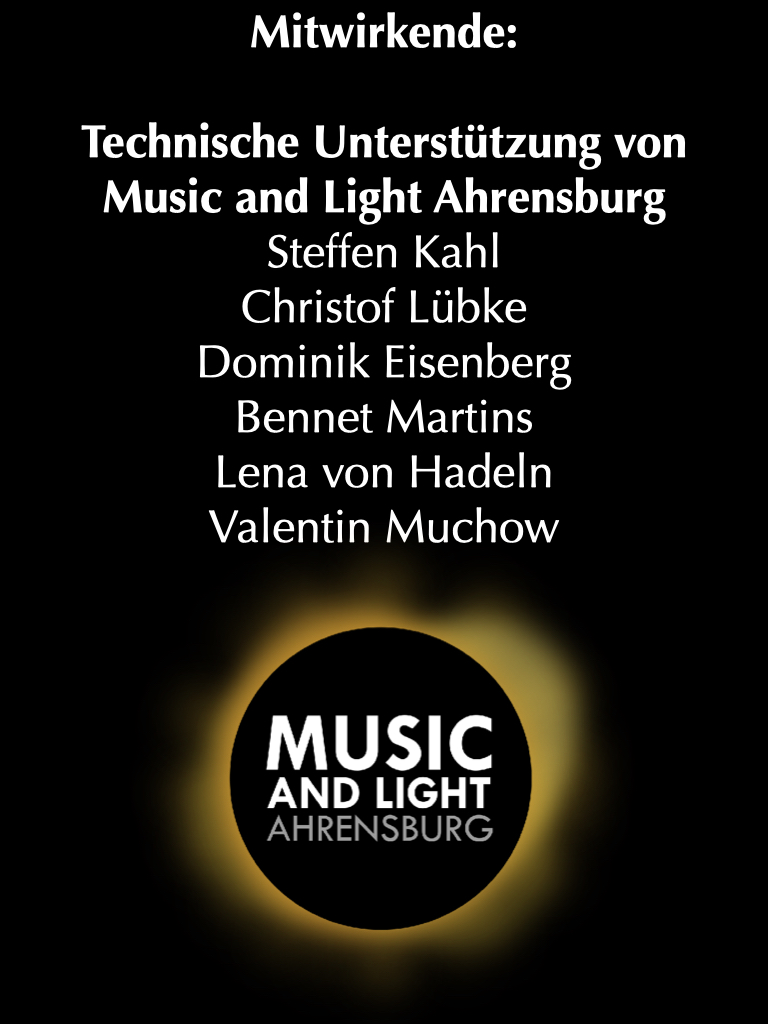 Mitwirkende:
Technische Unterstützung von
Music and Light Ahrensburg
Steffen Kahl
Christof Lübke
Dominik Eisenberg
Bennet Martins
Lena von Hadeln
Valentin Muchow
MUSIC
AND LIGHT
AHRENSBURG